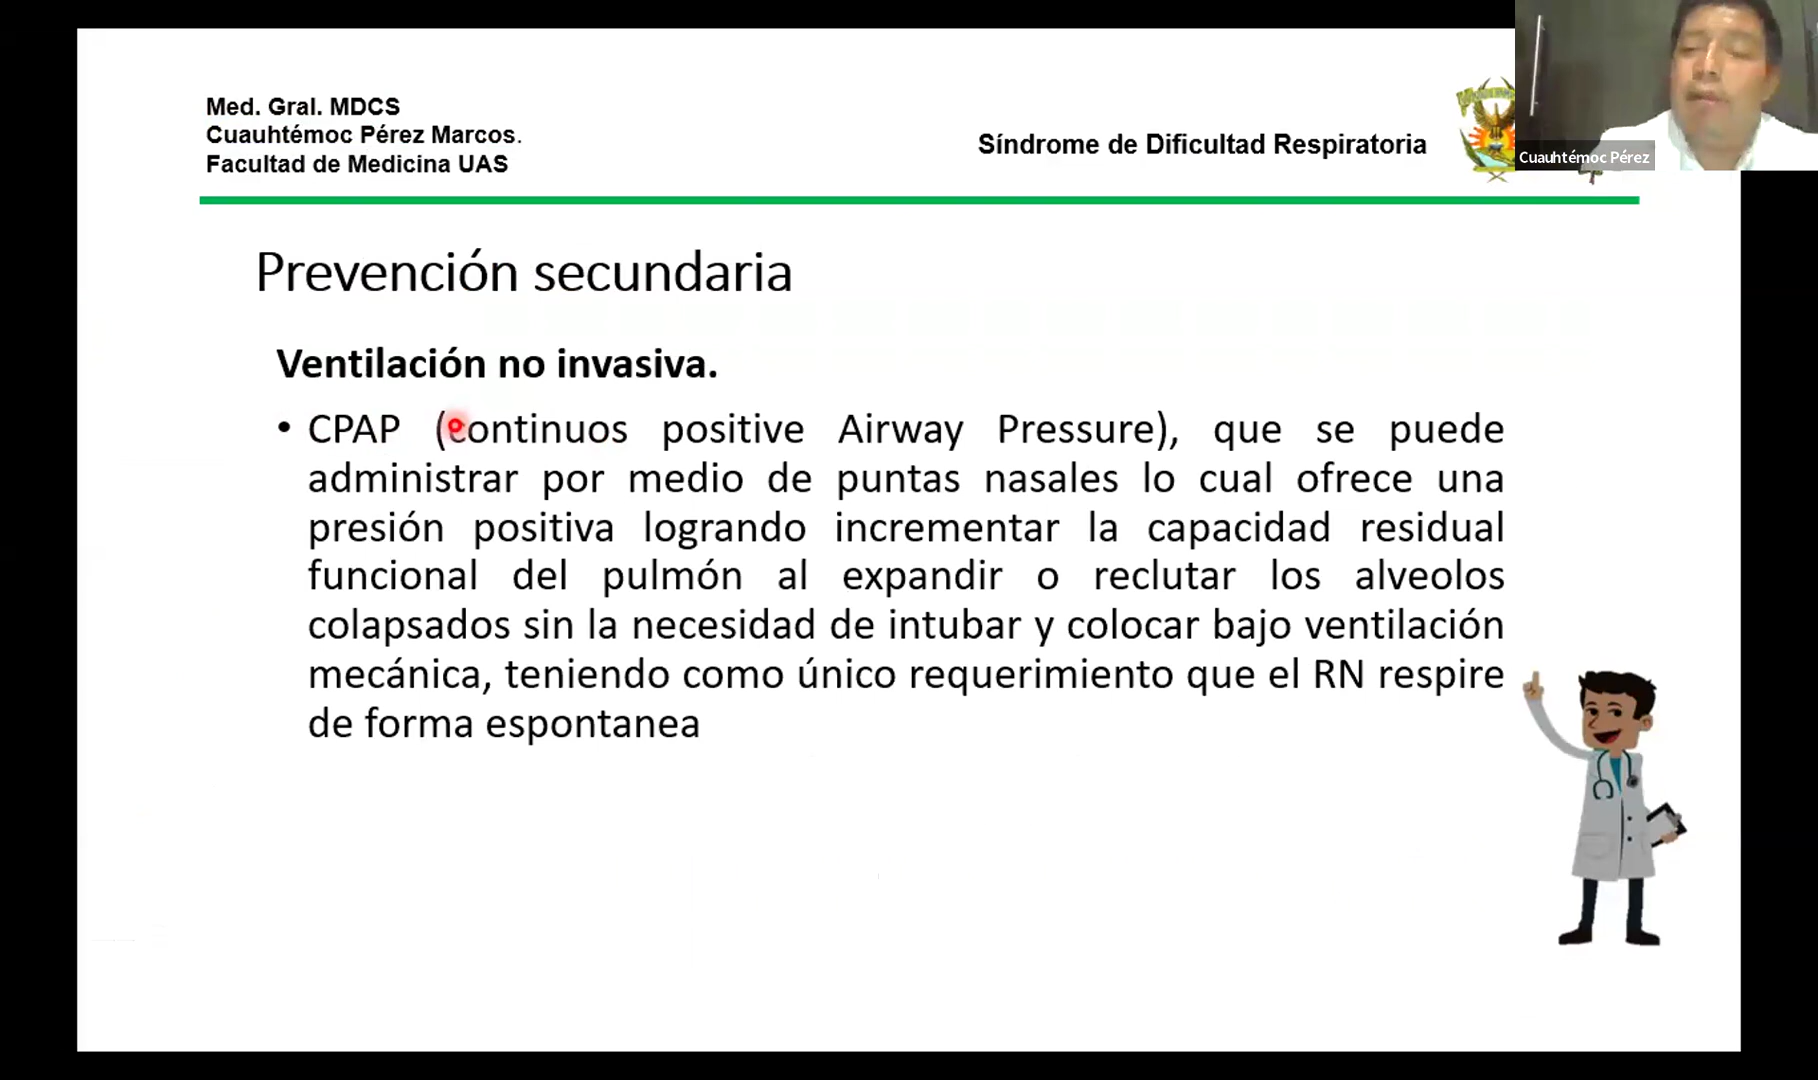 Med. Gral. MDCS
Cuauhtémoc Pérez Marcos.
Facultad de Medicina UAS
Síndrome de Dificultad Respiratoria
Cuauhtémoc Pérez
Prevención secundaria
Ventilación no invasiva.
• CPAP (continuos positive Airway Pressure), que se puede
administrar por medio de puntas nasales lo cual ofrece una
presión positiva logrando incrementar la capacidad residual
funcional del pulmón al expandir o reclutar los alveolos
colapsados sin la necesidad de intubar y colocar bajo ventilación
mecánica, teniendo como único requerimiento que el RN respire
de forma espontanea